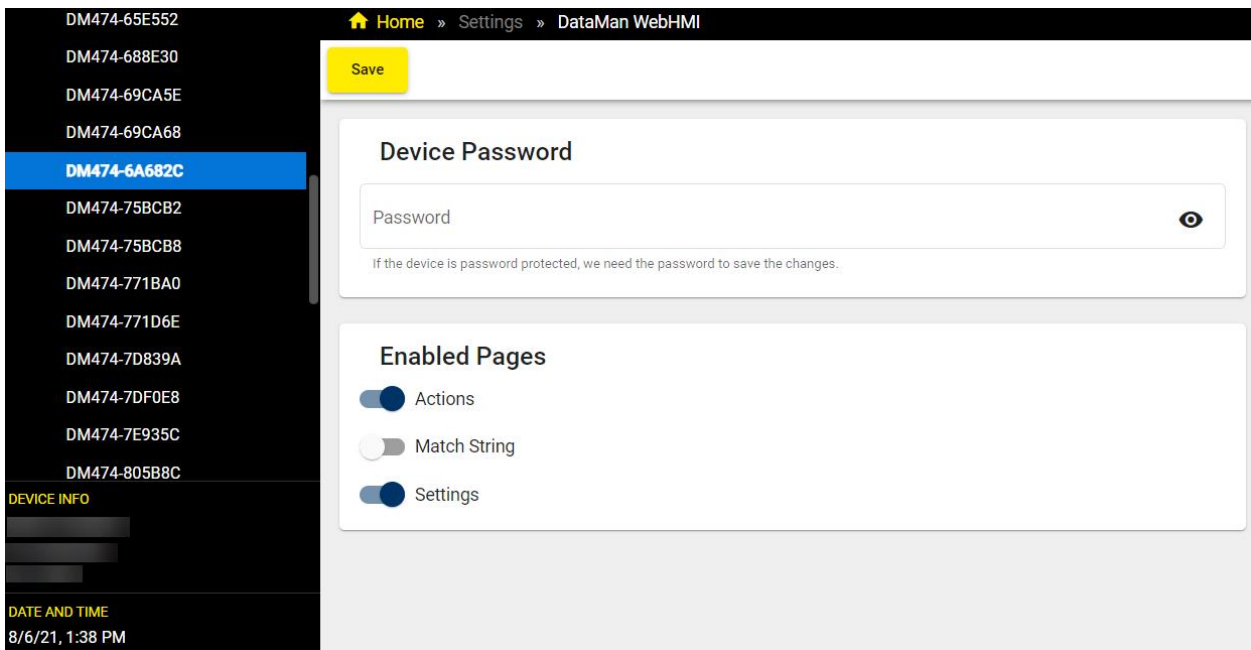 DM474-65E552
DM474-688E30
DM474-69CA5E
DM474-69CA68
DM474-6A682C
DM474-75BCB2
DM474-75BCB8
DM474-771BA0
DM474-771D6E
DM474-7D839A
DM474-7DF0E8
DM474-7E935C
DM474-805B8C
DEVICE INFO
DATE AND TIME
8/6/21, 1:38 PM
Home » Settings » DataMan WebHMI
Save
Device Password
Password
If the device is password protected, we need the password to save the changes.
Enabled Pages
Actions
Match String
Settings